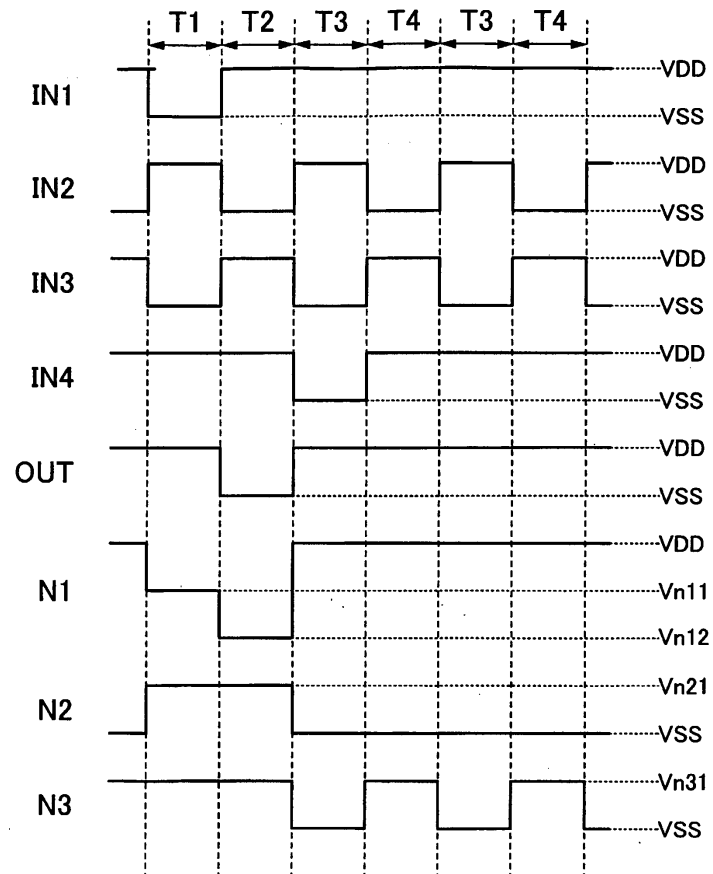 T1 T2 T3 T4 T3 T4
IN1
VDD
VSS
IN2
VDD
VSS
IN3
VDD
VSS
IN4
VDD
VSS
OUT
VDD
VSS
N1
VDD
Vn11
Vn12
N2
Vn21
VSS
N3
Vn31
VSS